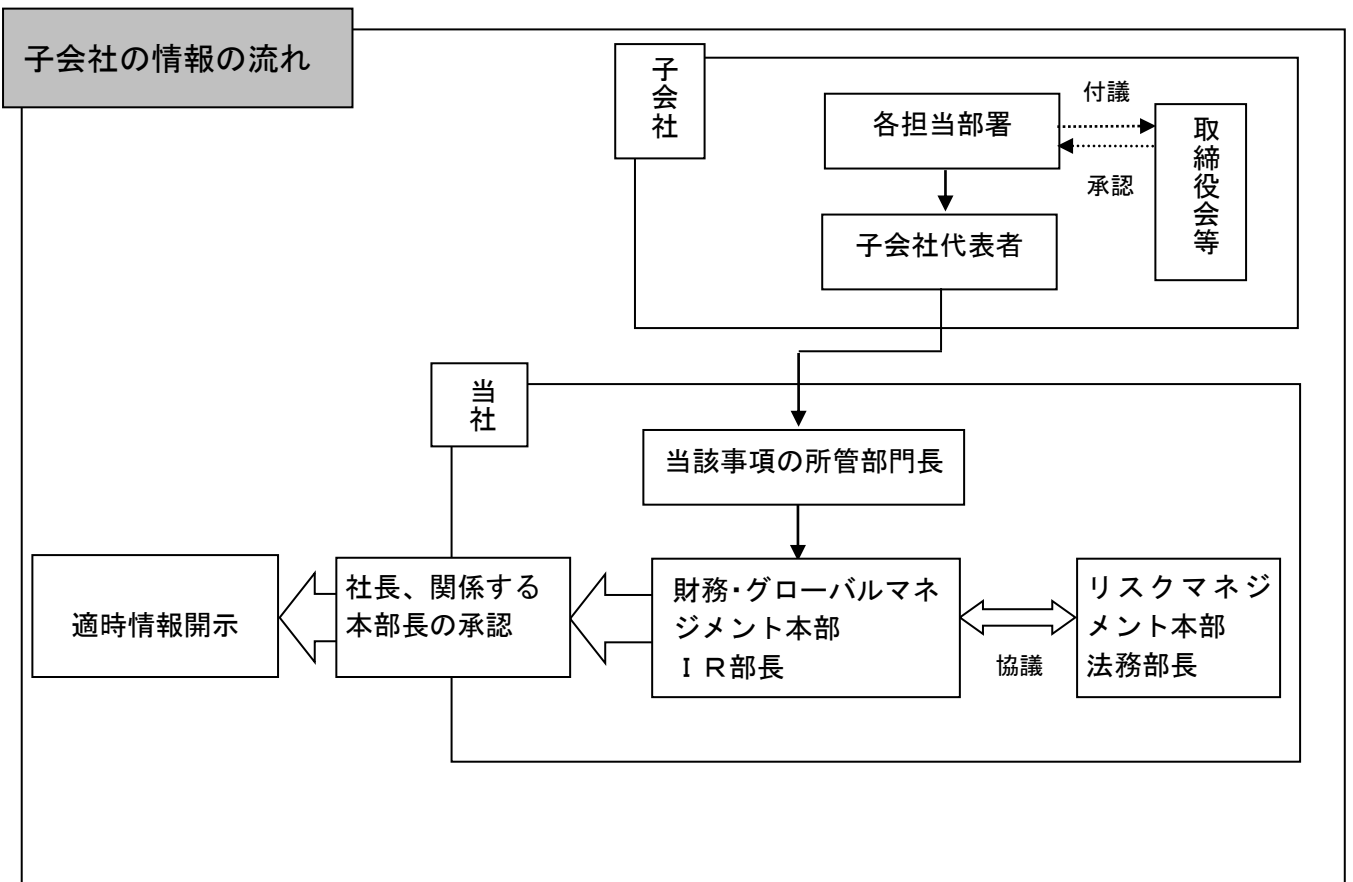 子会社の情報の流れ
子会社
各担当部署
付議
承認
取締役会等
子会社代表者
当社
当該事項の所管部門長
適時情報開示
社長、関係する
本部長の承認
財務・グローバルマネ
ジメント本部
ＩＲ部長
協議
リスクマネジ
メント本部
法務部長